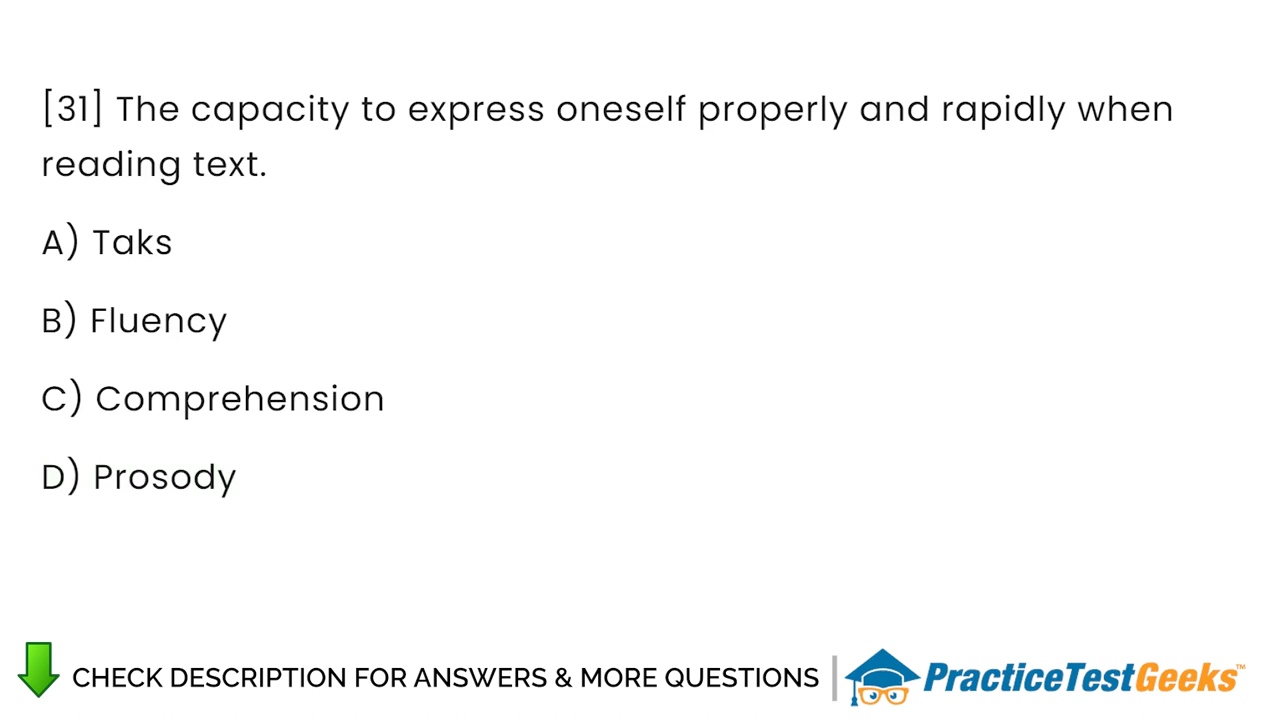 [31] The capacity to express oneself properly and rapidly when
reading text.
A) Taks
B) Fluency
C) Comprehension
D) Prosody
CHECK DESCRIPTION FOR ANSWERS & MORE QUESTIONS
PracticeTestGeeks™